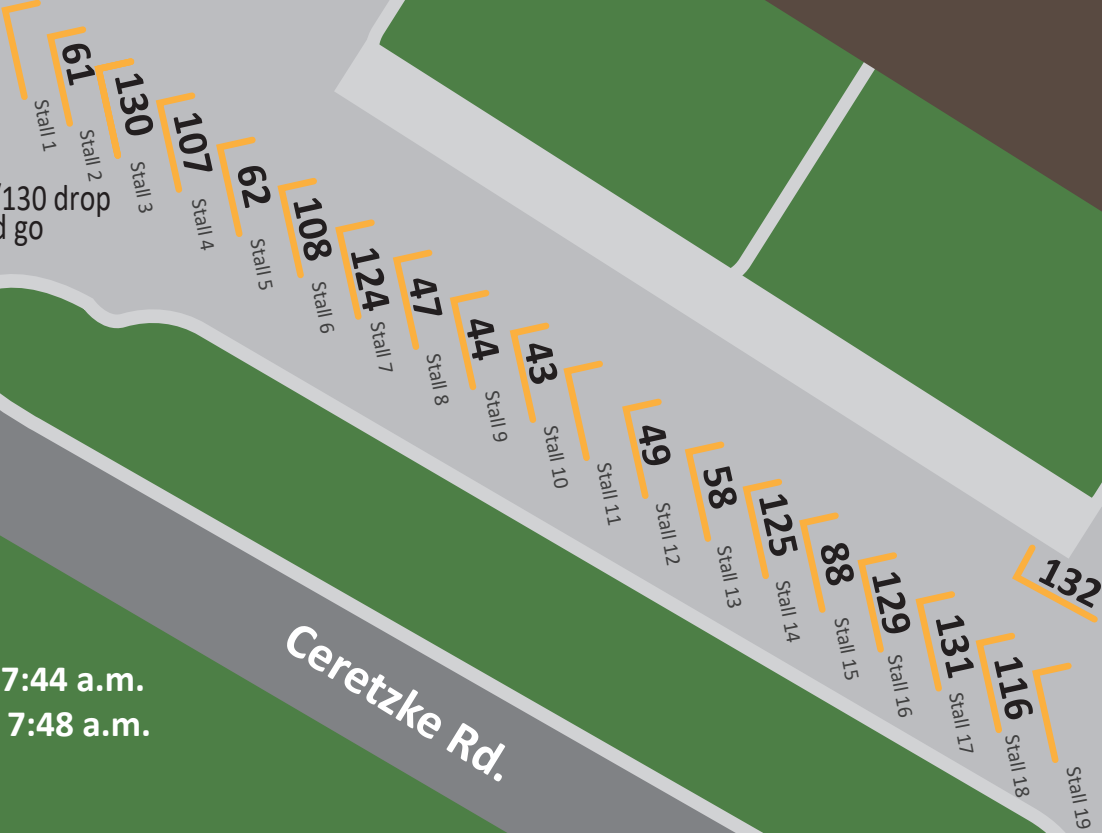 Stall 1
61
Stall 2
130
Stall 3
107
Stall 4
62
Stall 5
108
Stall 6
124
Stall 7
47
Stall 8
44
Stall 9
43
Stall 10
Stall 11
49
Stall 12
58
Stall 13
125
Stall 14
88
Stall 15
129
Stall 16
131
Stall 17
116
Stall 18
Stall 19
132
/130 drop
go
Ceretzke Rd.
7:44 a.m.
7:48 a.m.